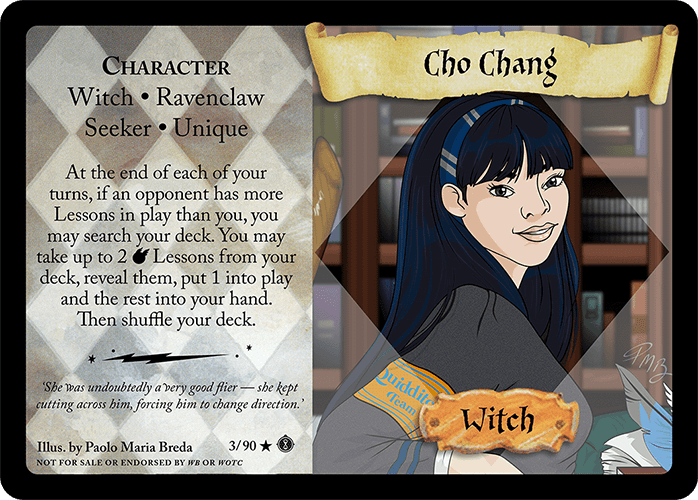 Cho Chang
CHARACTER
Witch • Ravenclaw
Seeker • Unique
At the end of each of your
turns, if an opponent has more
Lessons in play than you, you
may search your deck. You may
take up to 2 Lessons from your
deck, reveal them, put 1 into play
and the rest into your hand.
Then shuffle your deck.
'She was undoubtedly a very good flier — she kept
cutting across him, forcing him to change direction.'
Illus. by Paolo Maria Breda 3/90 ★
NOT FOR SALE OR ENDORSED BY WB OR WOTC
Quidditch
Team
Witch
PMB